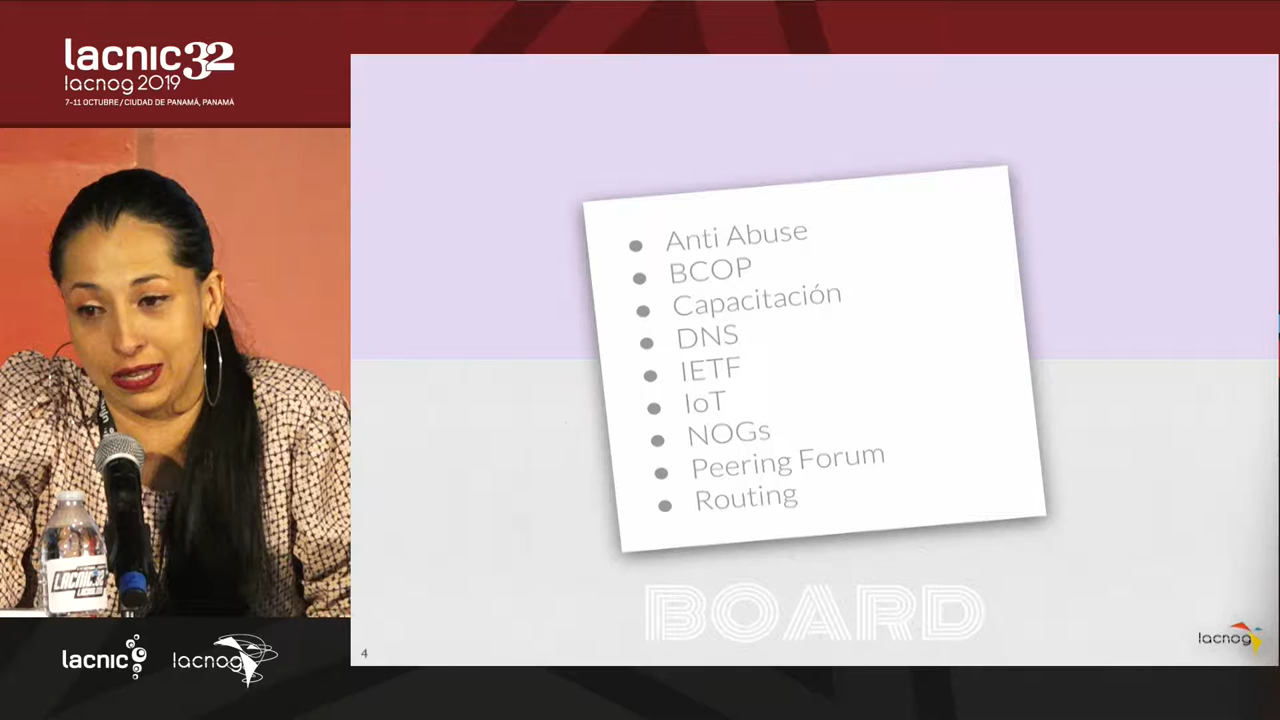 lacnic32
lacnog 2019
7-11 OCTUBRE / CIUDAD DE PANAMÁ, PANAMÁ
Anti Abuse
BCOP
Capacitación
DNS
IETF
IoT
NOGs
Peering Forum
Routing
BOARD
4
lacnog
LACNIC32
lacnic
lacnog